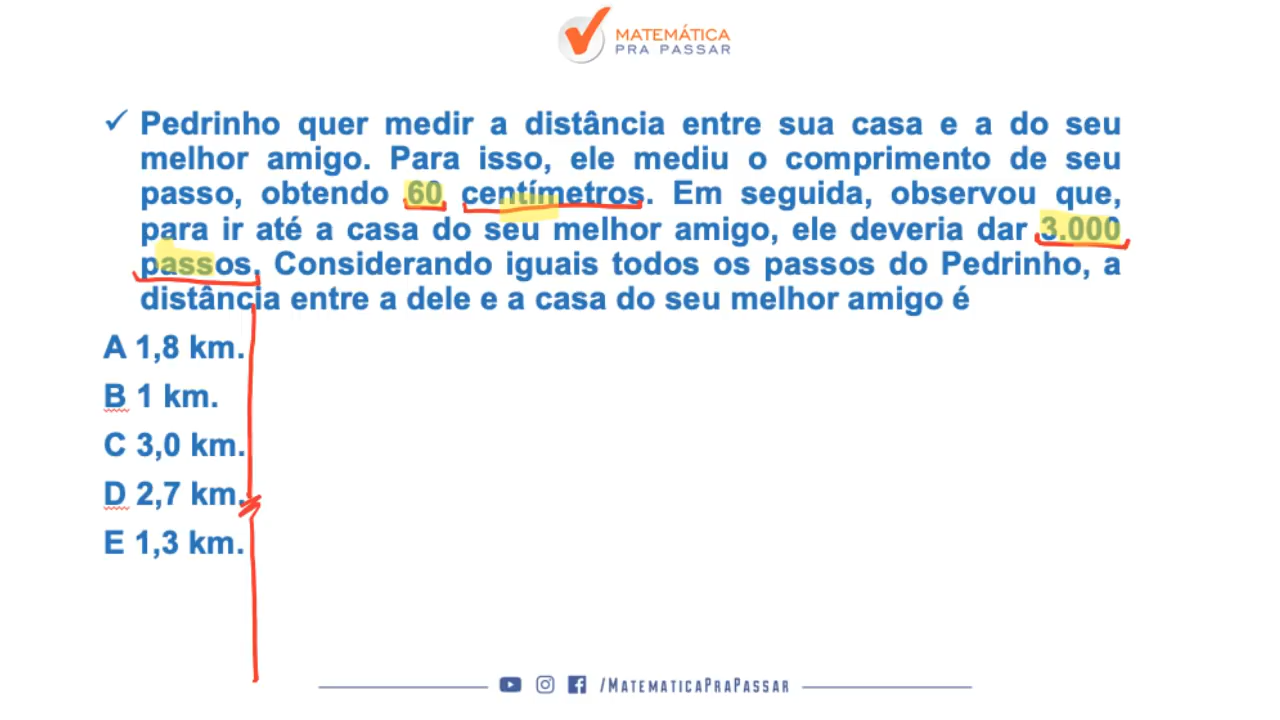 MATEMÁTICA
PRA PASSAR
✓ Pedrinho quer medir a distância entre sua casa e a do seu
melhor amigo. Para isso, ele mediu o comprimento de seu
passo, obtendo 60 centímetros. Em seguida, observou que,
para ir até a casa do seu melhor amigo, ele deveria dar 3.000
passos. Considerando iguais todos os passos do Pedrinho, a
distância entre a dele e a casa do seu melhor amigo é
A 1,8 km.
B 1 km.
C 3,0 km.
D 2,7 km.
E 1,3 km.
/MATEMATICAPRAPASSAR